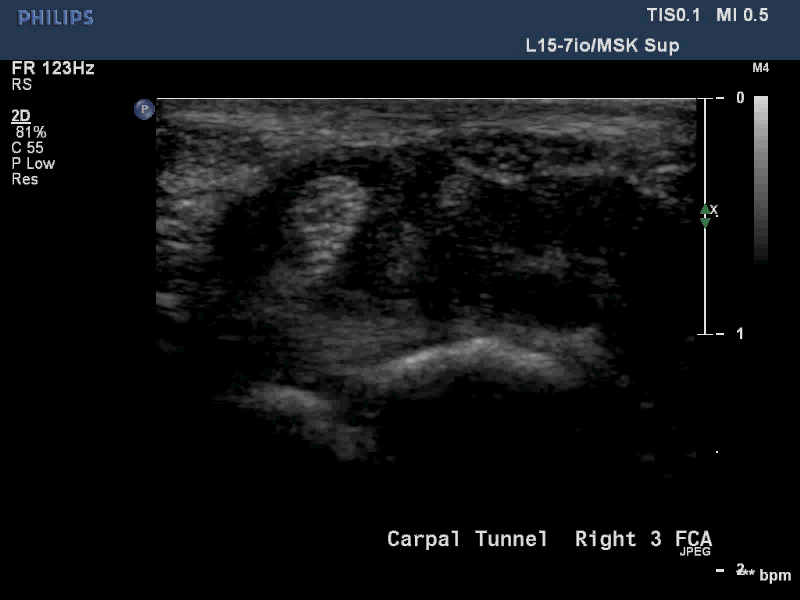 PHILIPS
TIS0.1 MI 0.5
L15-7io/MSK Sup
FR 123Hz
RS
M4
2D
81%
C 55
P Low
Res
P
0
X
1
Carpal Tunnel Right 3 FCA
JPEG
2
*** bpm